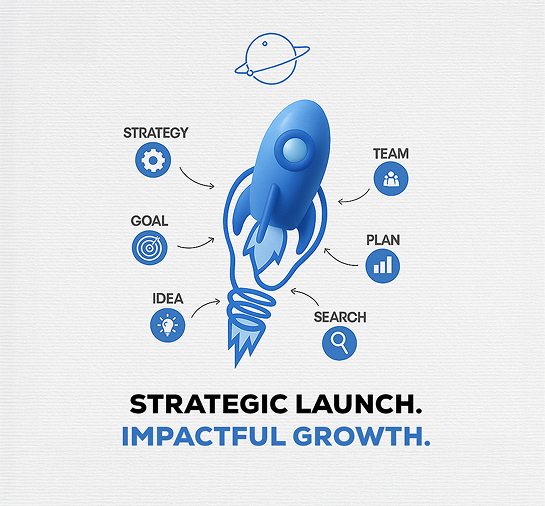 STRATEGY
TEAM
GOAL
PLAN
IDEA
SEARCH
STRATEGIC LAUNCH.
IMPACTFUL GROWTH.